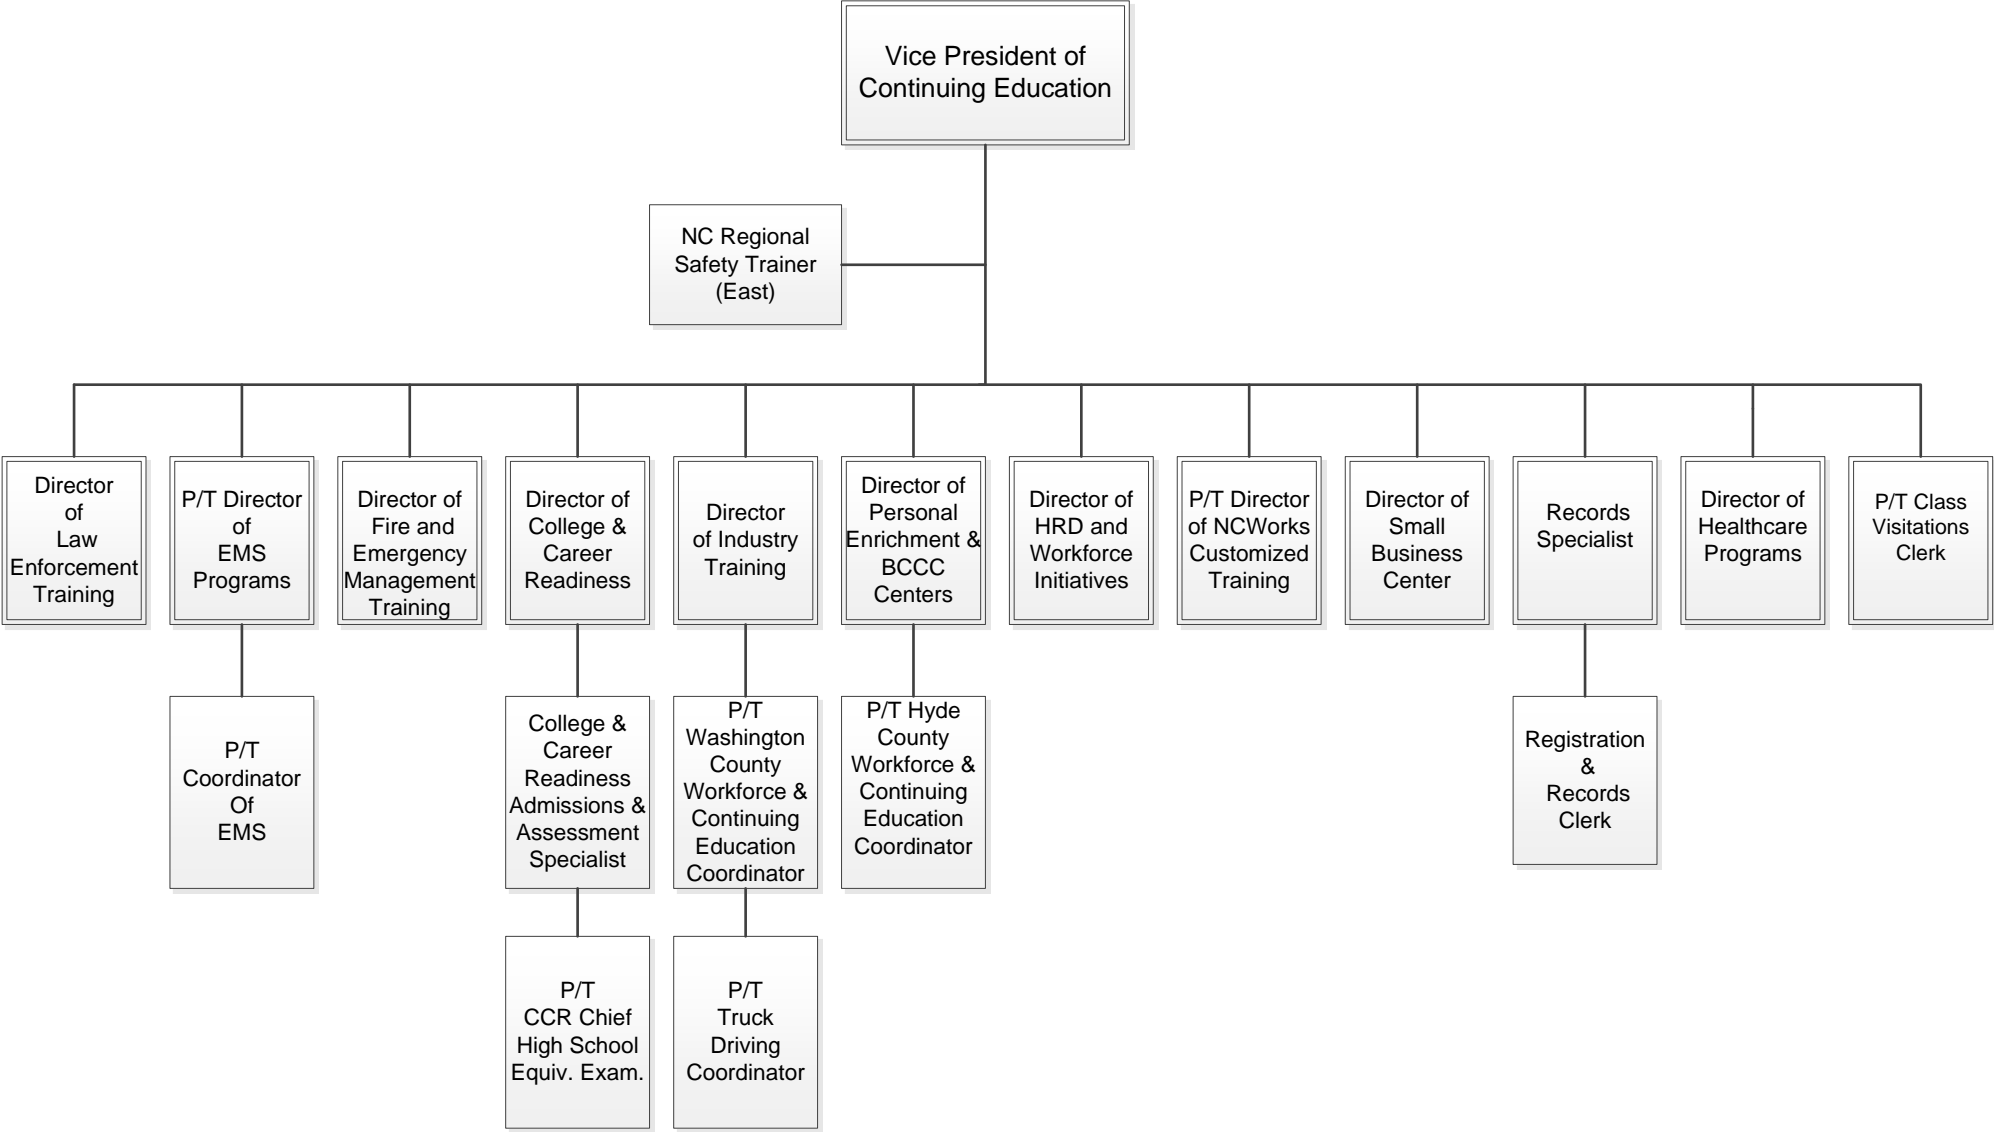 Vice President of
Continuing Education
NC Regional
Safety Trainer
(East)
Director
of
Law
Enforcement
Training
P/T Director
of
EMS
Programs
Director of
Fire and
Emergency
Management
Training
Director of
College &
Career
Readiness
Director
of Industry
Training
Director of
Personal
Enrichment &
BCCC
Centers
Director of
HRD and
Workforce
Initiatives
P/T Director
of NCWorks
Customized
Training
Director of
Small
Business
Center
Records
Specialist
Director of
Healthcare
Programs
P/T Class
Visitations
Clerk
P/T
Coordinator
Of
EMS
College &
Career
Readiness
Admissions &
Assessment
Specialist
P/T
Washington
County
Workforce &
Continuing
Education
Coordinator
P/T Hyde
County
Workforce &
Continuing
Education
Coordinator
Registration
&
Records
Clerk
P/T
CCR Chief
High School
Equiv. Exam.
P/T
Truck
Driving
Coordinator